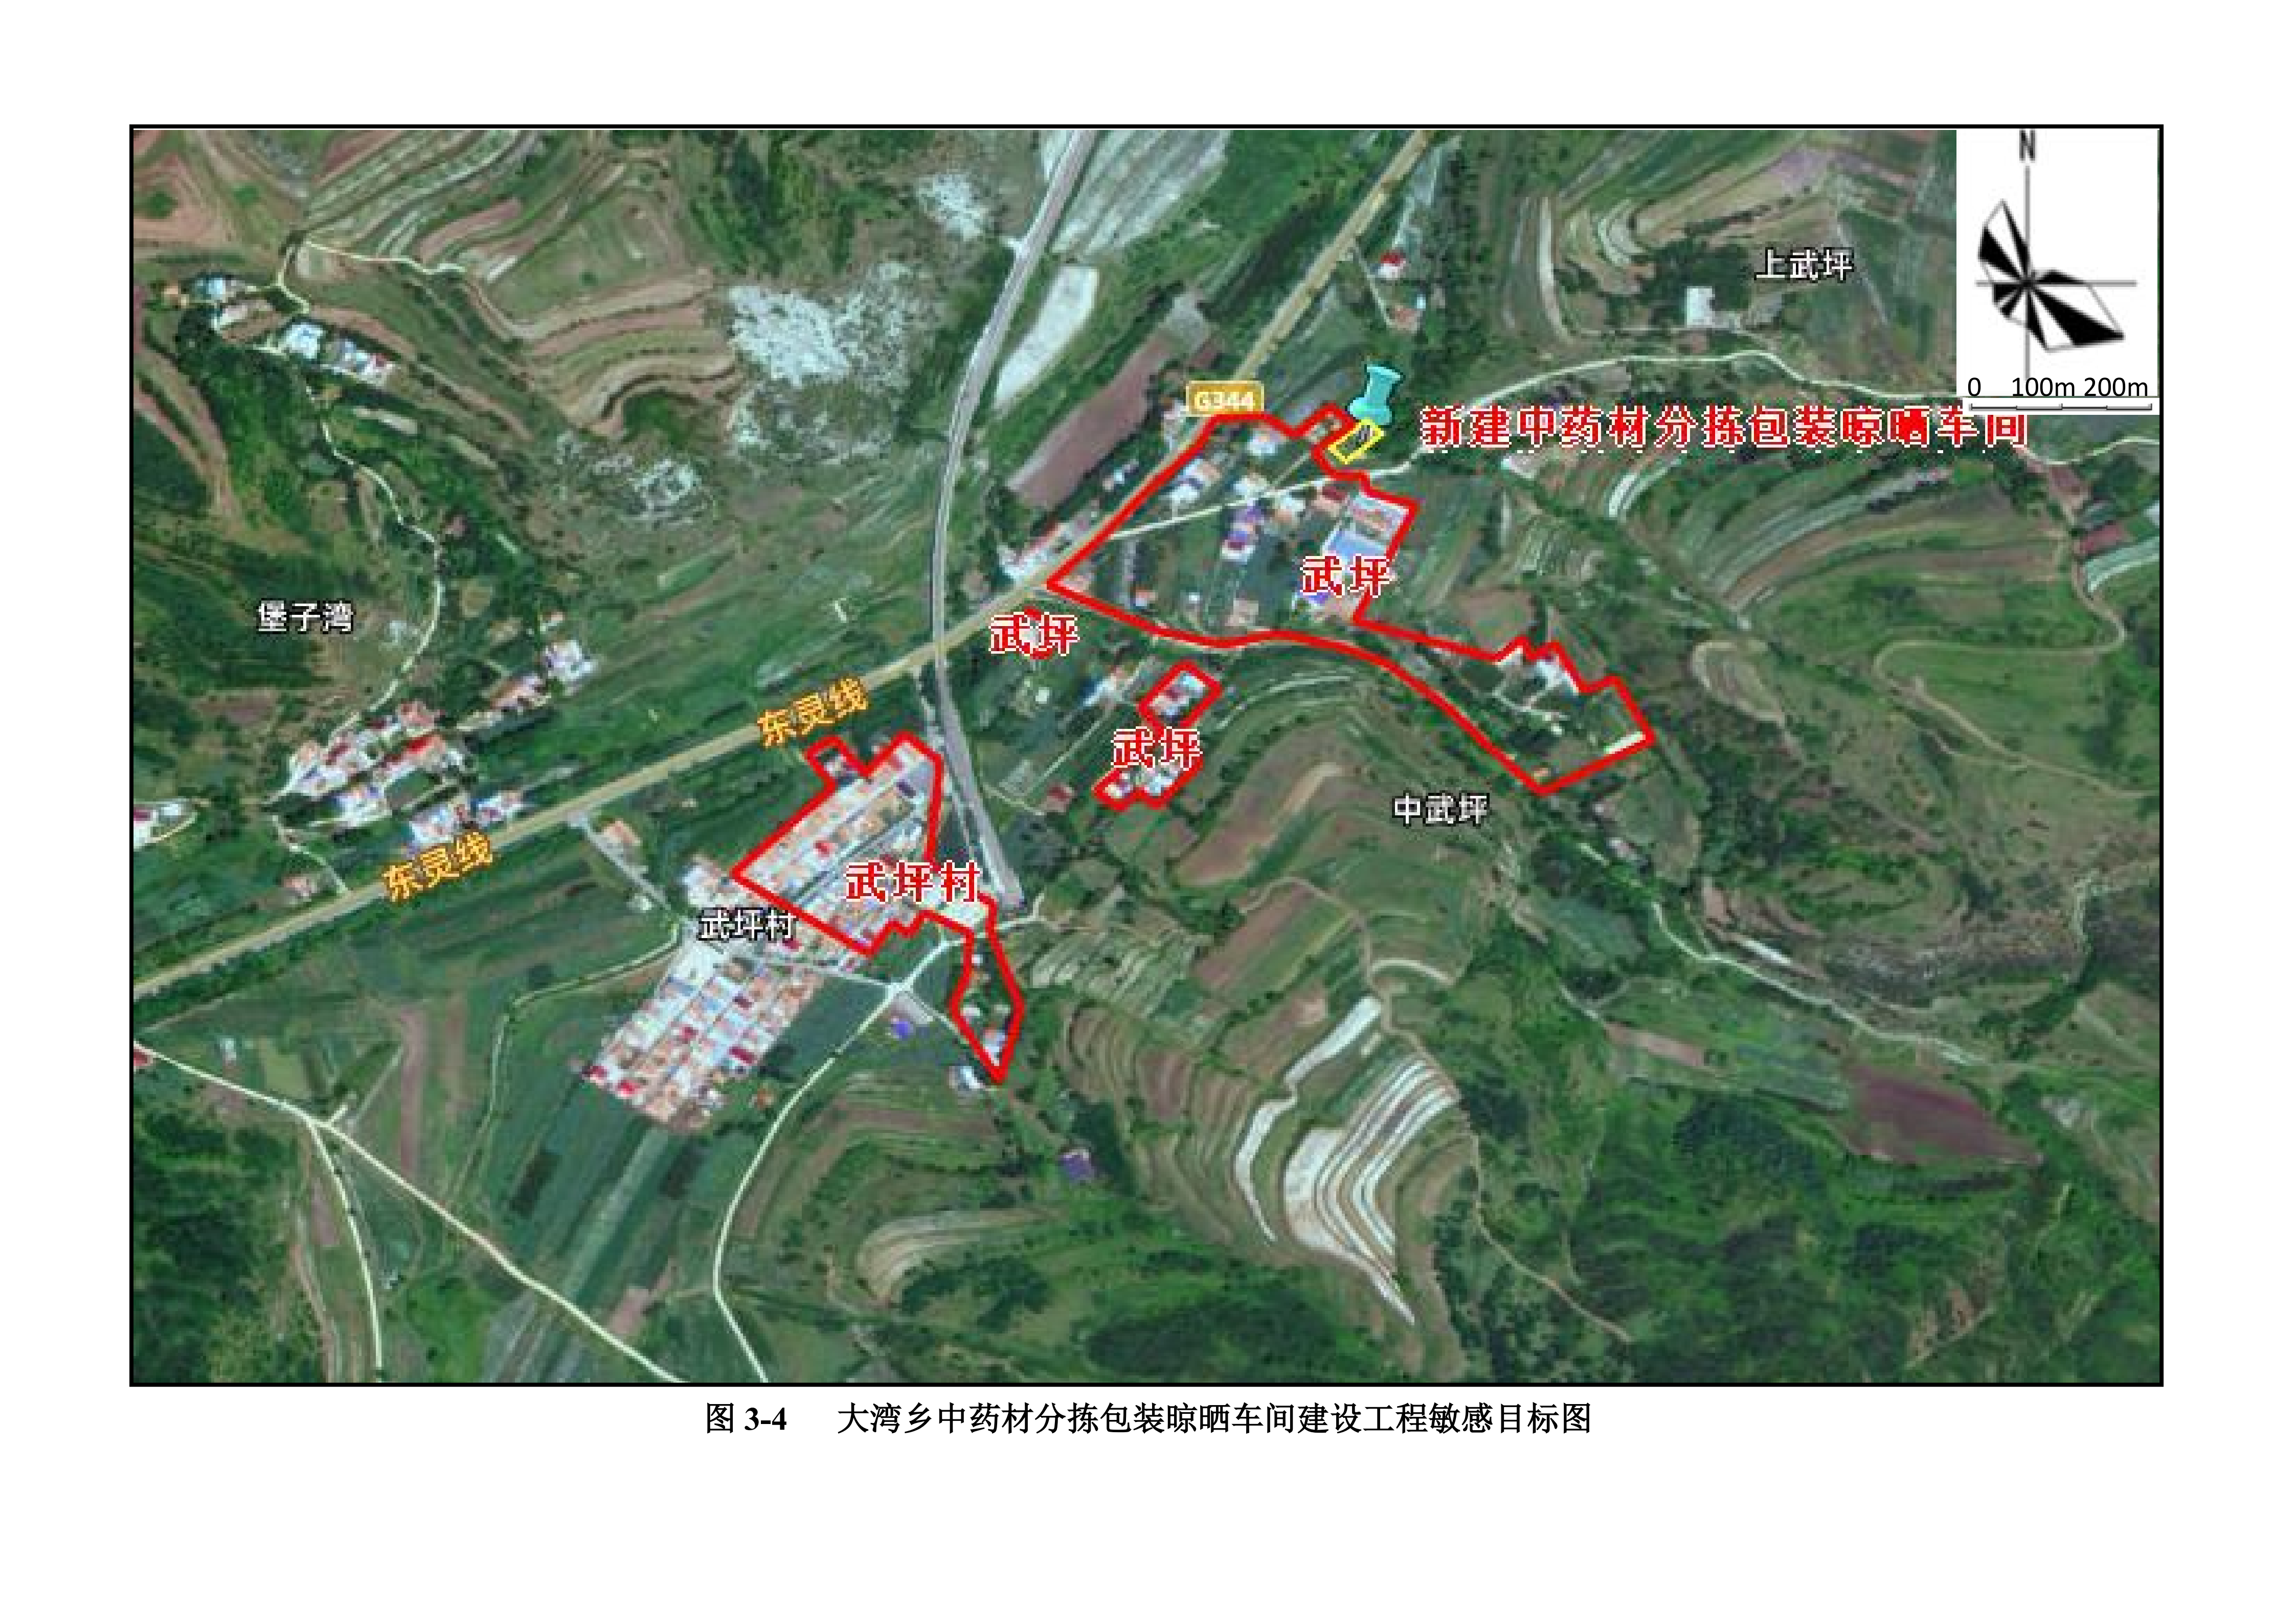 N
上武坪
0 100m 200m
G344
新建中药材分拣包装晾晒车间
武坪
堡子湾
武坪
东灵线
武坪
中武坪
东灵线
武坪村
武坪村
图 3-4 大湾乡中药材分拣包装晾晒车间建设工程敏感目标图